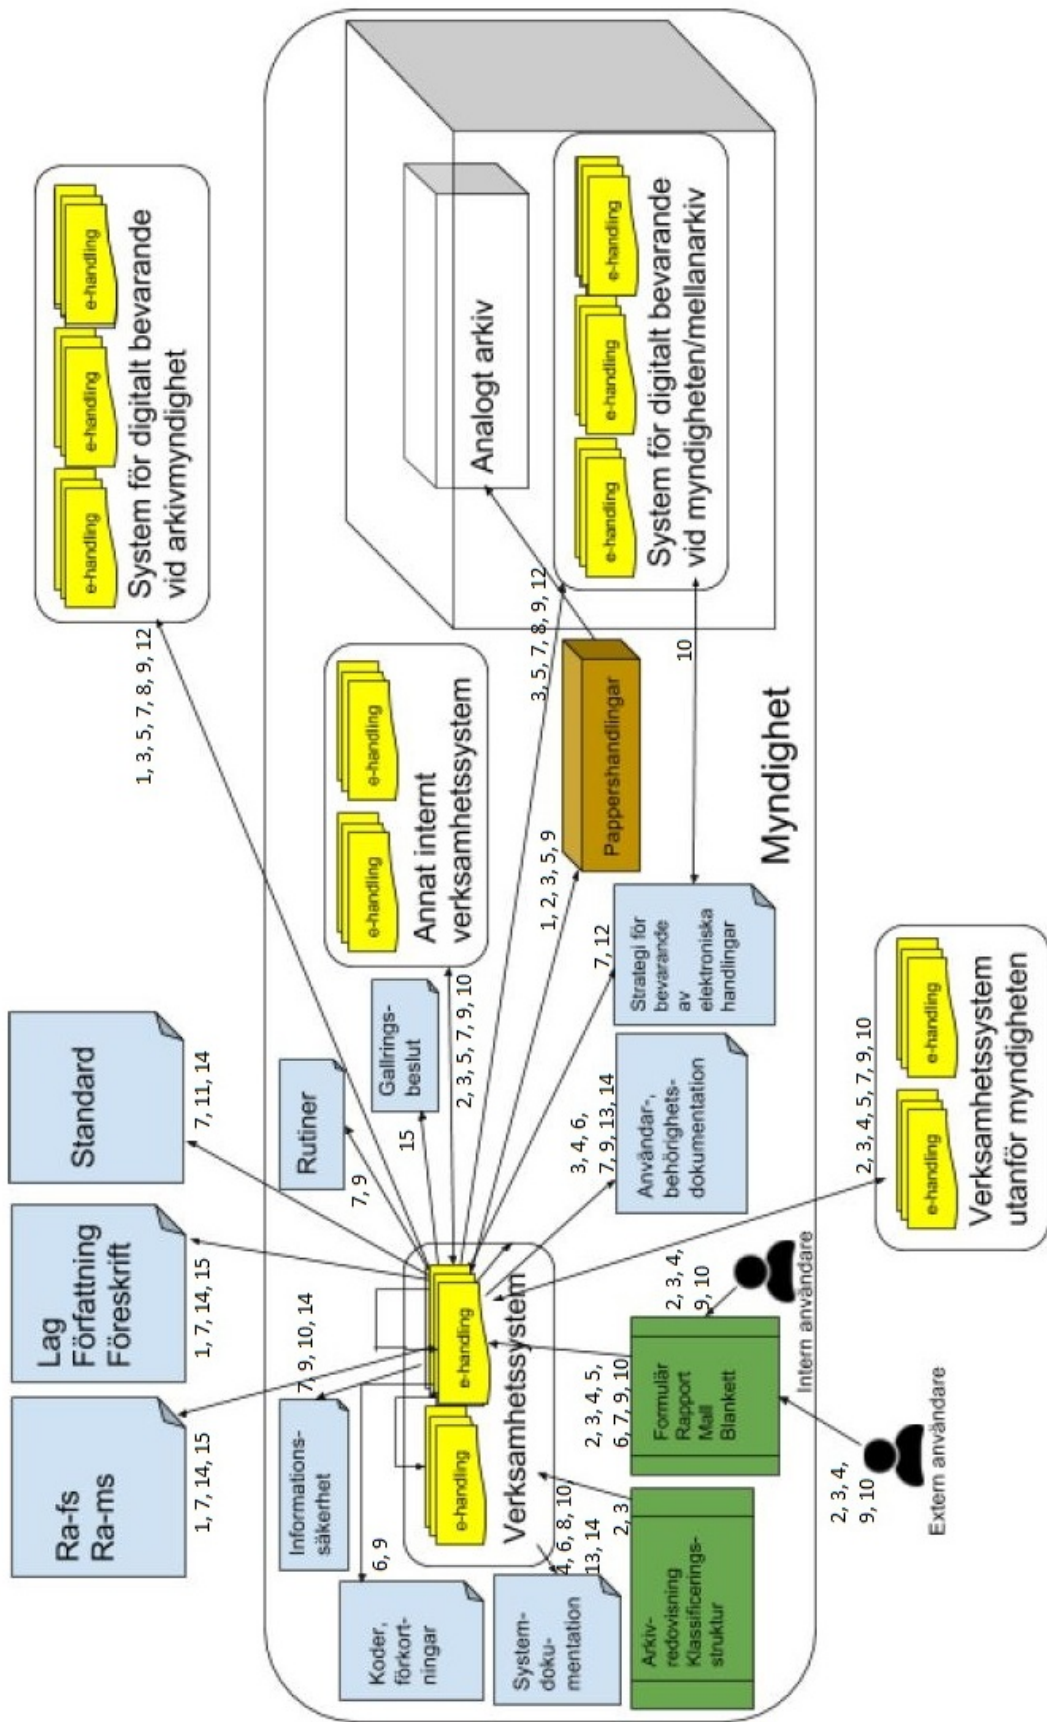 Ra-fs
Ra-ms
1, 7, 14, 15
Lag
Författning
Föreskrift
1, 7, 14, 15
Standard
7, 11, 14
e-handling
e-handling
e-handling
System för digitalt bevarande
vid arkivmyndighet
1, 3, 5, 7, 8, 9, 12
Informations-
säkerhet
7, 9, 10, 14
Rutiner
7, 9
Koder,
förkort-
ningar
6, 9
Gallrings-
beslut
15
e-handling
e-handling
Annat internt
verksamhetssystem
2, 3, 5, 7, 9, 10
e-handling
e-handling
Verksamhetssystem
System-
doku-
mentation
4, 6, 8, 10,
13, 14
Analogt arkiv
3, 5, 7, 8, 9, 12
e-handling
e-handling
e-handling
System för digitalt bevarande
vid myndigheten/mellanarkiv
10
1, 2, 3, 5, 9
Pappershandlingar
7, 12
Strategi för
bevarande
av
elektroniska
handlingar
3, 4, 6,
7, 9, 13, 14
Användar-,
behörighets-
dokumentation
Arkiv-
redovisning
Klassificerings-
struktur
2, 3
2, 3, 4, 5,
6, 7, 9, 10
Formulär
Rapport
Mall
Blankett
2, 3, 4,
9, 10
Intern användare
Myndighet
2, 3, 4,
9, 10
Extern användare
2, 3, 4, 5, 7, 9, 10
e-handling
e-handling
Verksamhetssystem
utanför myndigheten